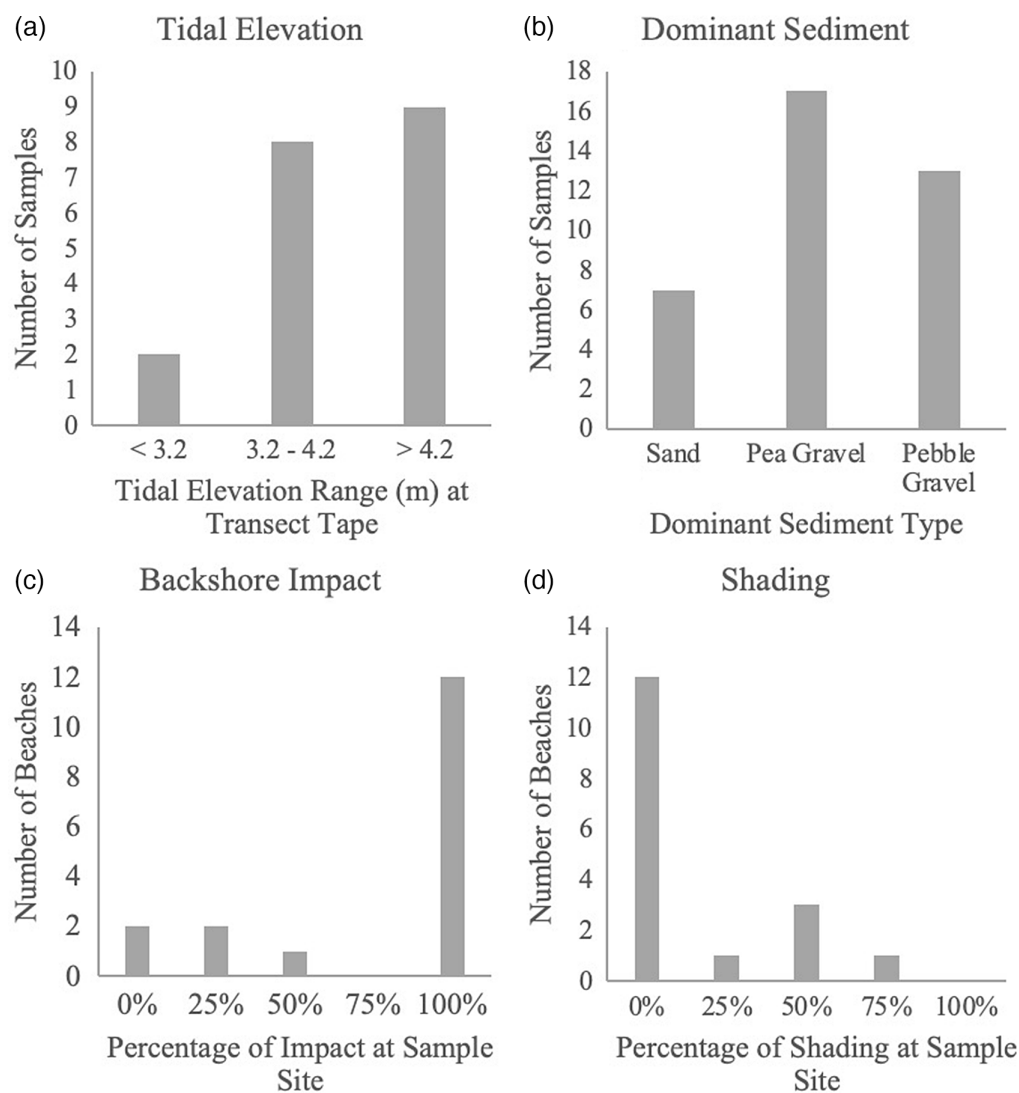 (a)
Tidal Elevation
Number of Samples
10
9
8
7
6
5
4
3
2
1
0
< 3.2
3.2 - 4.2
> 4.2
Tidal Elevation Range (m) at
Transect Tape
(b)
Dominant Sediment
Number of Samples
18
16
14
12
10
8
6
4
2
0
Sand
Pea Gravel
Pebble
Gravel
Dominant Sediment Type
(c)
Backshore Impact
Number of Beaches
14
12
10
8
6
4
2
0
0%
25%
50%
75%
100%
Percentage of Impact at Sample
Site
(d)
Shading
Number of Beaches
14
12
10
8
6
4
2
0
0%
25%
50%
75%
100%
Percentage of Shading at Sample
Site